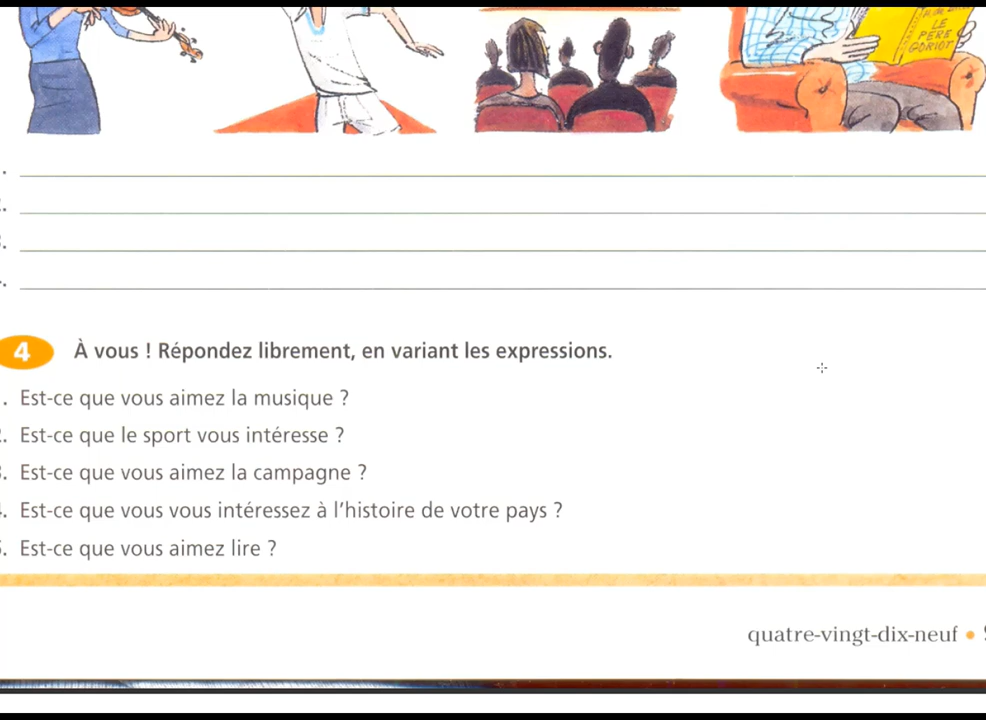 LE
PÈRE
GORIOT
4 À vous ! Répondez librement, en variant les expressions.
. Est-ce que vous aimez la musique ?
. Est-ce que le sport vous intéresse ?
. Est-ce que vous aimez la campagne ?
. Est-ce que vous vous intéressez à l'histoire de votre pays ?
. Est-ce que vous aimez lire ?
quatre-vingt-dix-neuf •